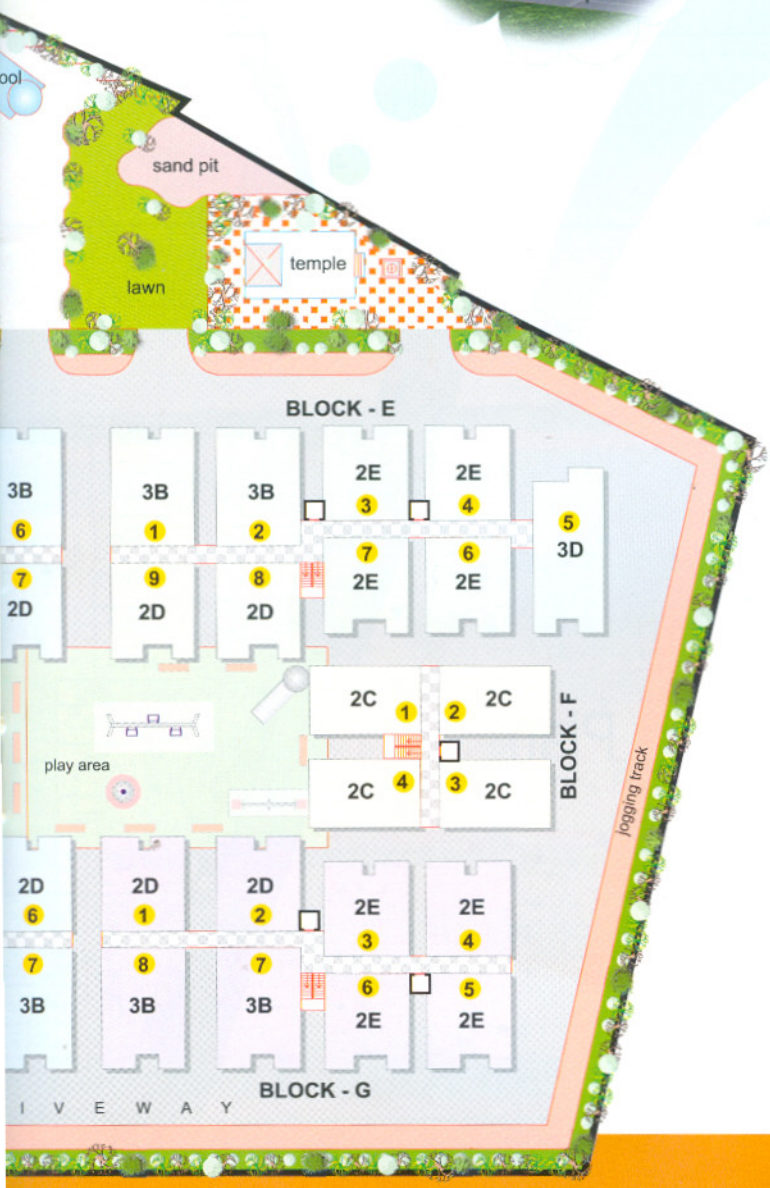 ool
sand pit
temple
lawn
BLOCK - E
3B
3B
3B
2E
2E
6
1
2
3
4
5
3D
7
9
8
7
6
2D
2D
2D
2E
2E
2C
2C
1
2
BLOCK - F
play area
4
3
2C
2C
jogging track
2D
2D
2D
2E
2E
6
1
2
3
4
7
8
7
6
5
3B
3B
3B
2E
2E
BLOCK - G
I V E W A Y